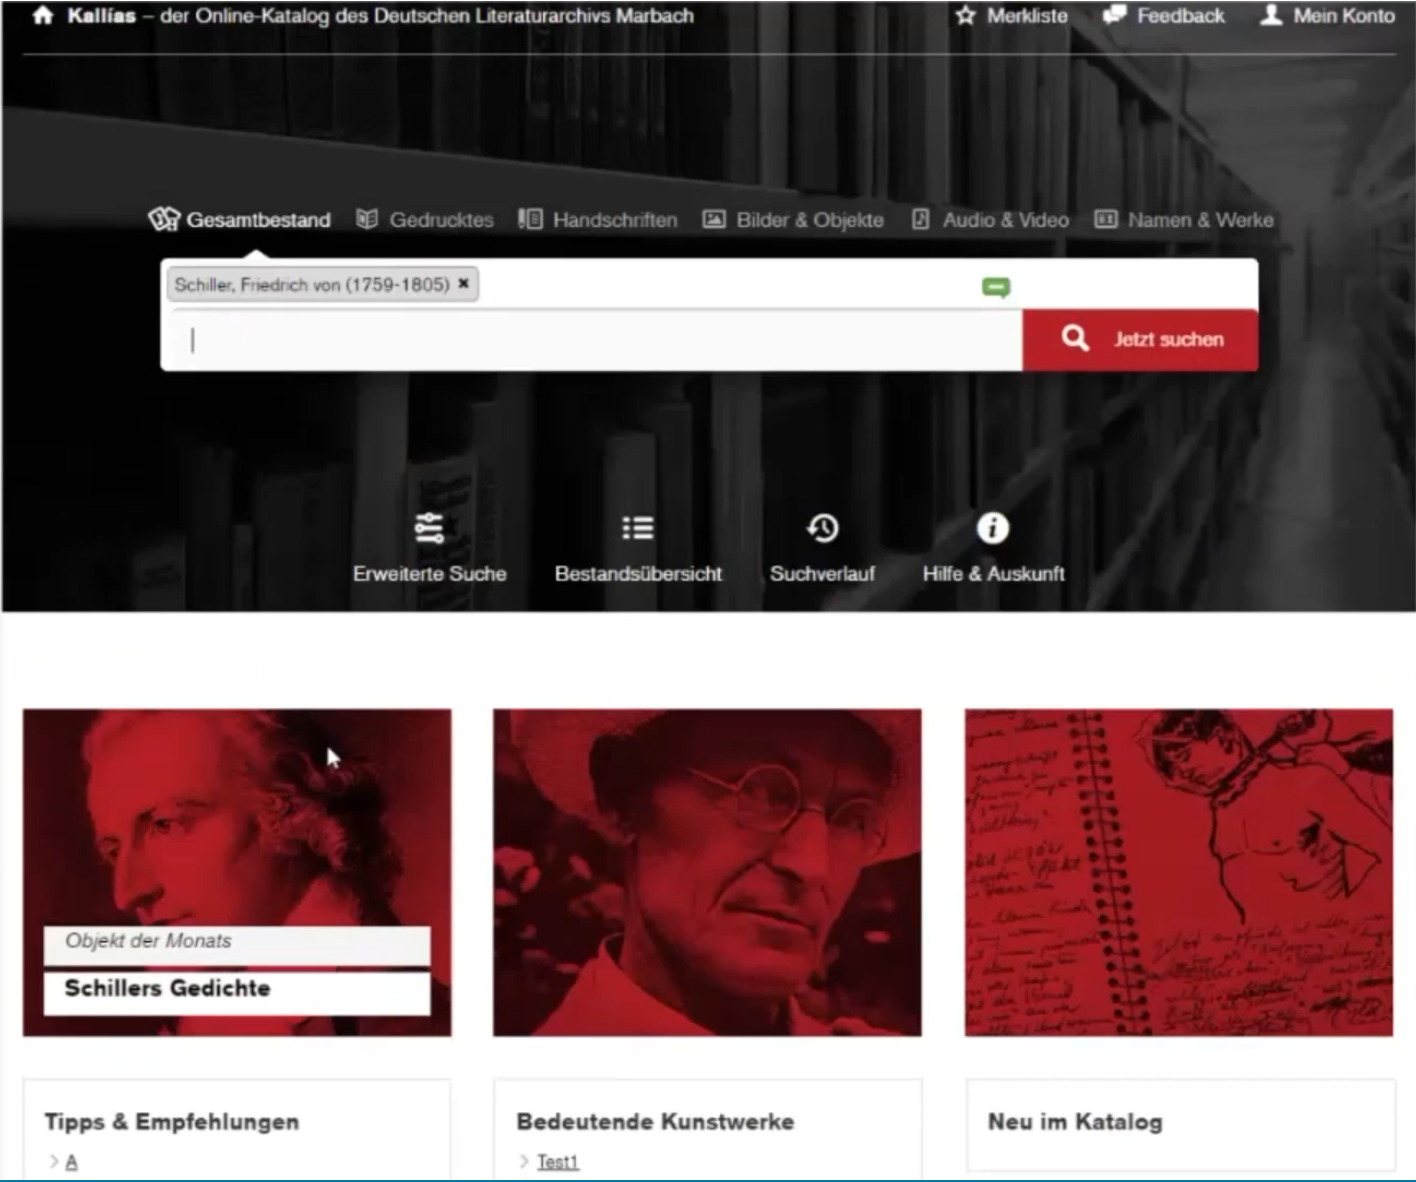 Kallías – der Online-Katalog des Deutschen Literaturarchivs Marbach
Merkliste Feedback Mein Konto
Gesamtbestand Gedrucktes Handschriften Bilder & Objekte Audio & Video Namen & Werke
Schiller, Friedrich von (1759-1805) ×
Jetzt suchen
Erweiterte Suche Bestandsübersicht Suchverlauf Hilfe & Auskunft
Objekt der Monats
Schillers Gedichte
Tipps & Empfehlungen
A
Bedeutende Kunstwerke
Test1
Neu im Katalog